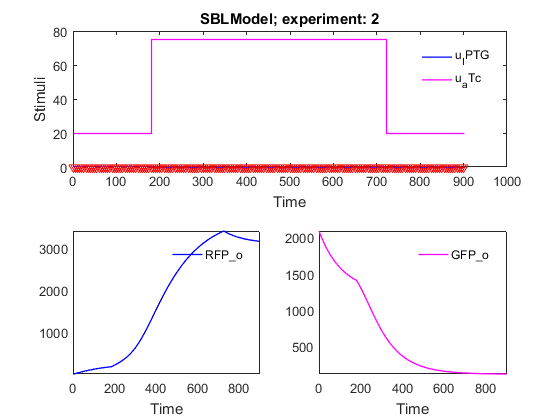 SBLModel; experiment: 2
80
60
40
20
0
Stimuli
u_IPTG
u_aTc
0 100 200 300 400 500 600 700 800 900 1000
Time
3000
2000
1000
RFP_o
0 200 400 600 800
Time
2000
1500
1000
500
GFP_o
0 200 400 600 800
Time